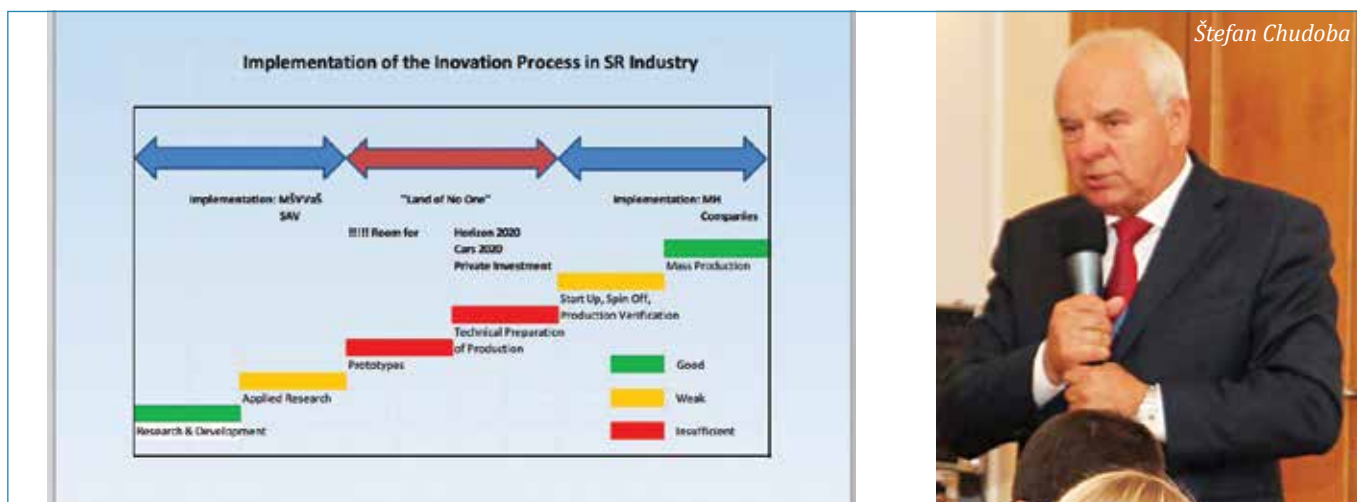 Implementation of the Inovation Process in SR Industry
Implementation: MŠVVaŠ
SAV
"Land of No One"
!!!!! Room for
Horizon 2020
Cars 2020
Private Investment
Implementation: MH
Companies
Mass Production
Start Up, Spin Off,
Production Verification
Technical Preparation
of Production
Prototypes
Applied Research
Research & Development
Good
Weak
Insufficient
Štefan Chudoba